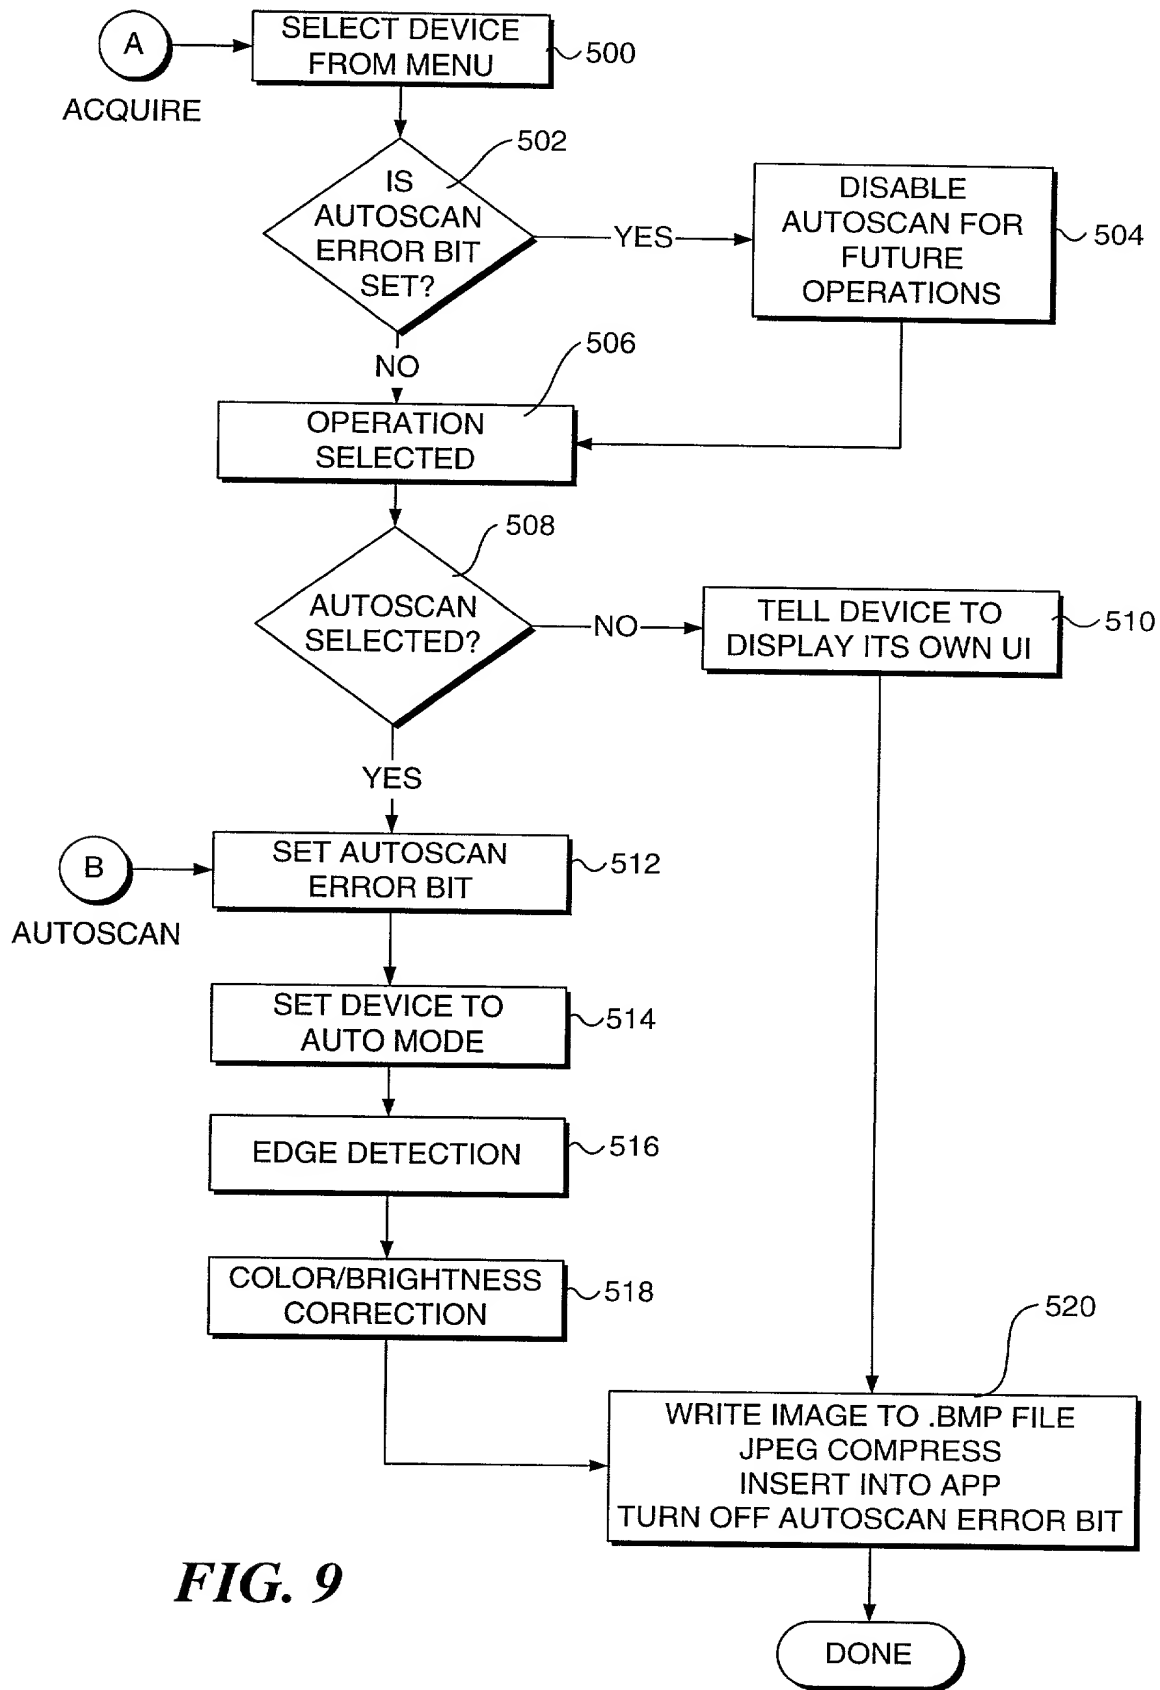 A
ACQUIRE
SELECT DEVICE
FROM MENU
500
502
IS
AUTOSCAN
ERROR BIT
SET?
YES
DISABLE
AUTOSCAN FOR
FUTURE
OPERATIONS
504
NO
506
OPERATION
SELECTED
508
AUTOSCAN
SELECTED?
NO
TELL DEVICE TO
DISPLAY ITS OWN UI
510
YES
B
AUTOSCAN
SET AUTOSCAN
ERROR BIT
512
SET DEVICE TO
AUTO MODE
514
EDGE DETECTION
516
COLOR/BRIGHTNESS
CORRECTION
518
520
WRITE IMAGE TO .BMP FILE
JPEG COMPRESS
INSERT INTO APP
TURN OFF AUTOSCAN ERROR BIT
FIG. 9
DONE